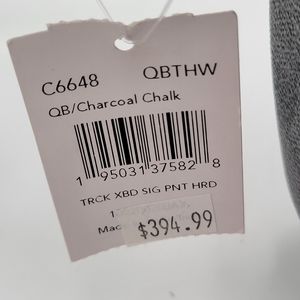 C6648 QBTHW
QB/Charcoal Chalk
1 95031 37582 8
TRCK XBD SIG PNT HRD
$394.99